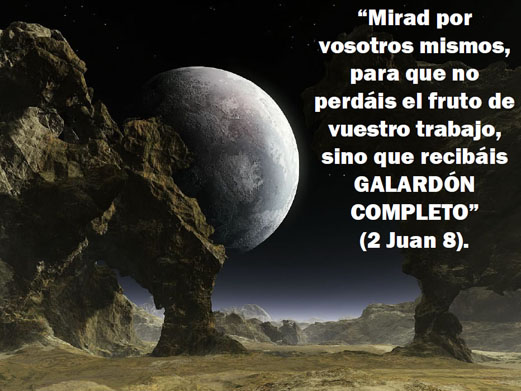 “Mirad por
vosotros mismos,
para que no
perdáis el fruto de
vuestro trabajo,
sino que recibáis
GALARDÓN
COMPLETO”
(2 Juan 8).